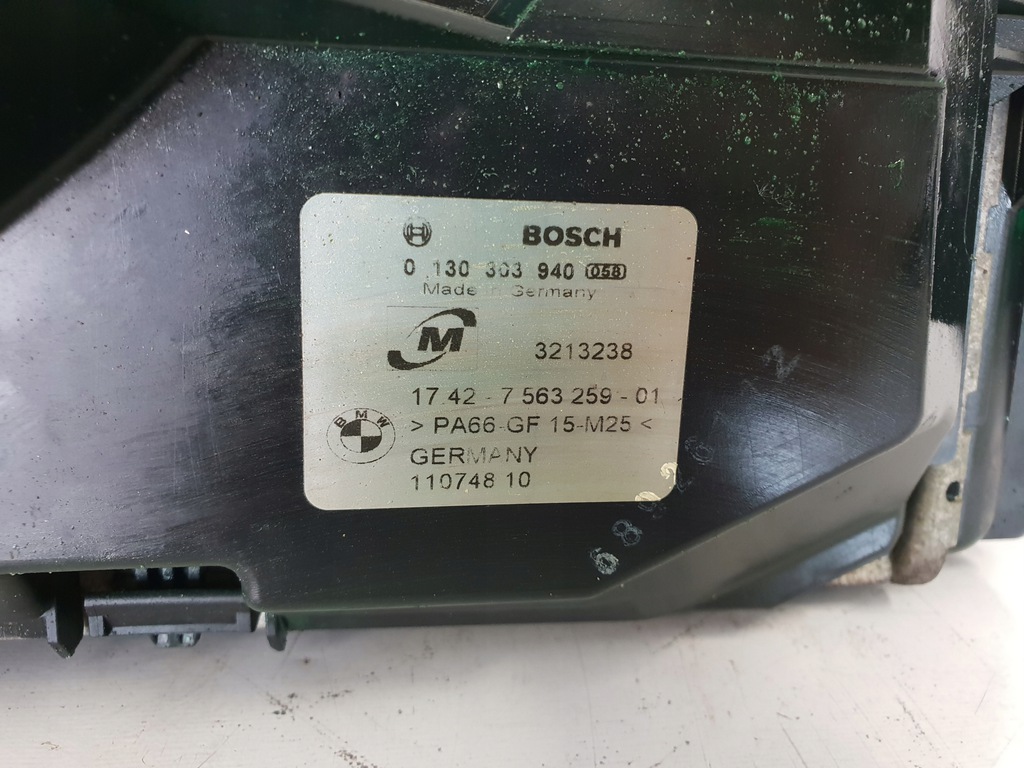 BOSCH
0 130 303 940 058
Made in Germany
M
3213238
17 42 - 7 563 259 - 01
BMW
> PA66-GF 15-M25 <
GERMANY
110748 10